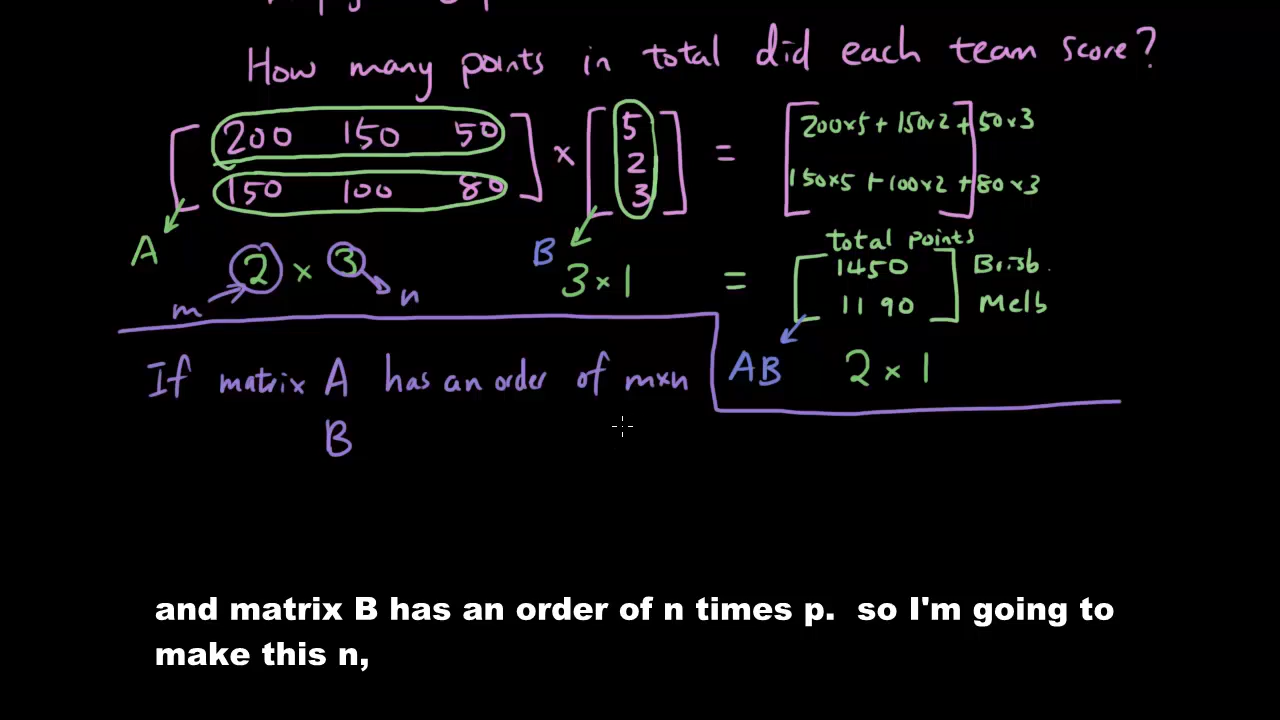 How many points in total did each team score?
[200 150 50] × [5 = [200×5 + 150×2 + 50×3
2
150 100 80 3] 150×5 + 100×2 + 80×3]
total points
A 2 × 3 B 3 × 1 = [1450 Brisb.
m n 1190] Melb
If matrix A has an order of m×n AB 2 × 1
B
and matrix B has an order of n times p. so I'm going to
make this n,